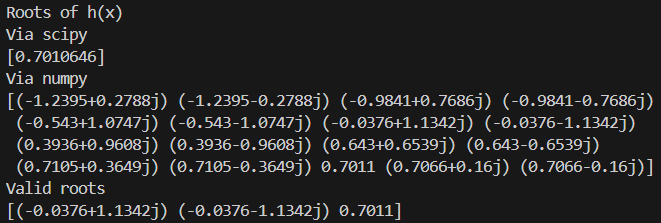 Roots of h(x)
Via scipy
[0.7010646]
Via numpy
[(-1.2395+0.2788j) (-1.2395-0.2788j) (-0.9841+0.7686j) (-0.9841-0.7686j)
(-0.543+1.0747j) (-0.543-1.0747j) (-0.0376+1.1342j) (-0.0376-1.1342j)
(0.3936+0.9608j) (0.3936-0.9608j) (0.643+0.6539j) (0.643-0.6539j)
(0.7105+0.3649j) (0.7105-0.3649j) 0.7011 (0.7066+0.16j) (0.7066-0.16j)]
Valid roots
[(-0.0376+1.1342j) (-0.0376-1.1342j) 0.7011]